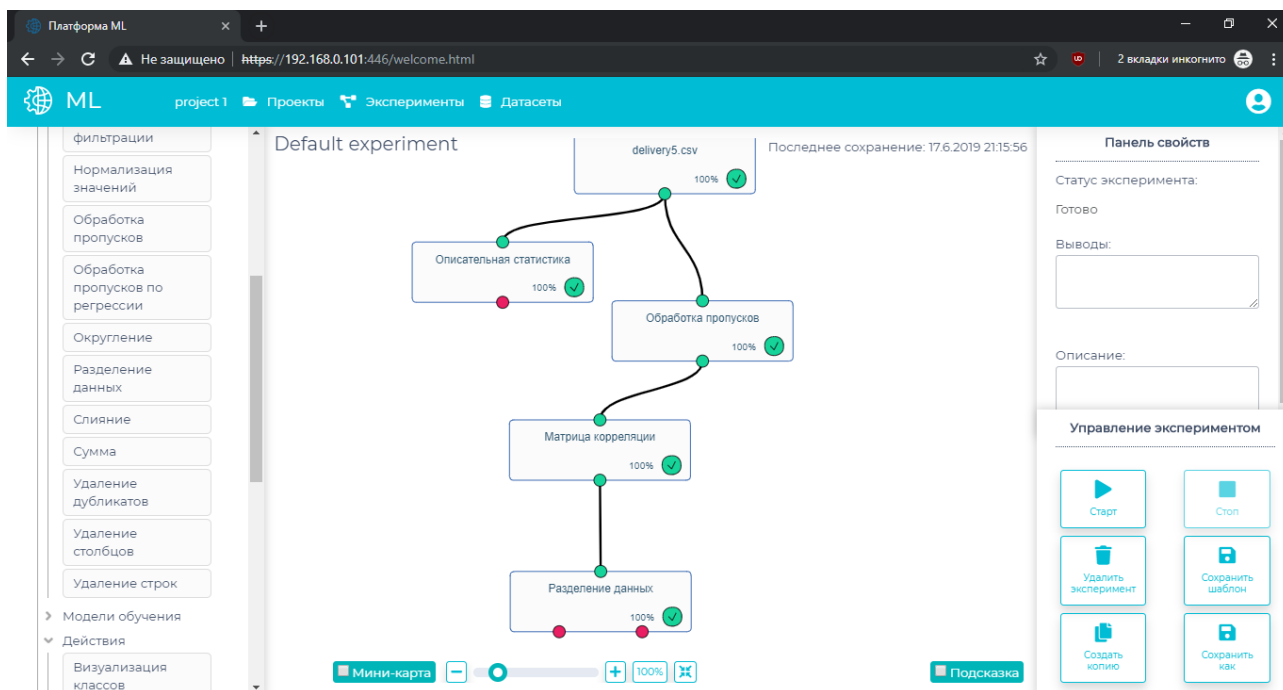 Платформа ML
Не защищено https://192.168.0.101:446/welcome.html
2 вкладки инкогнито
ML
project 1
Проекты
Эксперименты
Датасеты
фильтрации
Нормализация
значений
Обработка
пропусков
Обработка
пропусков по
регрессии
Округление
Разделение
данных
Слияние
Сумма
Удаление
дубликатов
Удаление
столбцов
Удаление строк
Модели обучения
Действия
Визуализация
классов
Default experiment
Последнее сохранение: 17.6.2019 21:15:56
delivery5.csv
100%
Описательная статистика
100%
Обработка пропусков
100%
Матрица корреляции
100%
Разделение данных
100%
Мини-карта
100%
Подсказка
Панель свойств
Статус эксперимента:
Готово
Выводы:
Описание:
Управление экспериментом
Старт
Стоп
Удалить
эксперимент
Сохранить
шаблон
Создать
копию
Сохранить
как